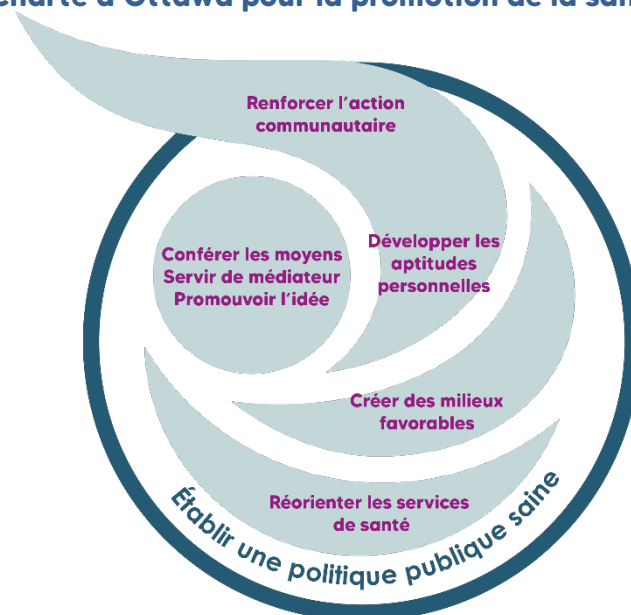 d'Ottawa pour la promotion de la
Renforcer l'action
communautaire
Conférer les moyens
Servir de médiateur
Promouvoir l'idée
Développer les
aptitudes
personnelles
Créer des milieux
favorables
Réorienter les services
de santé
Établir une politique publique saine